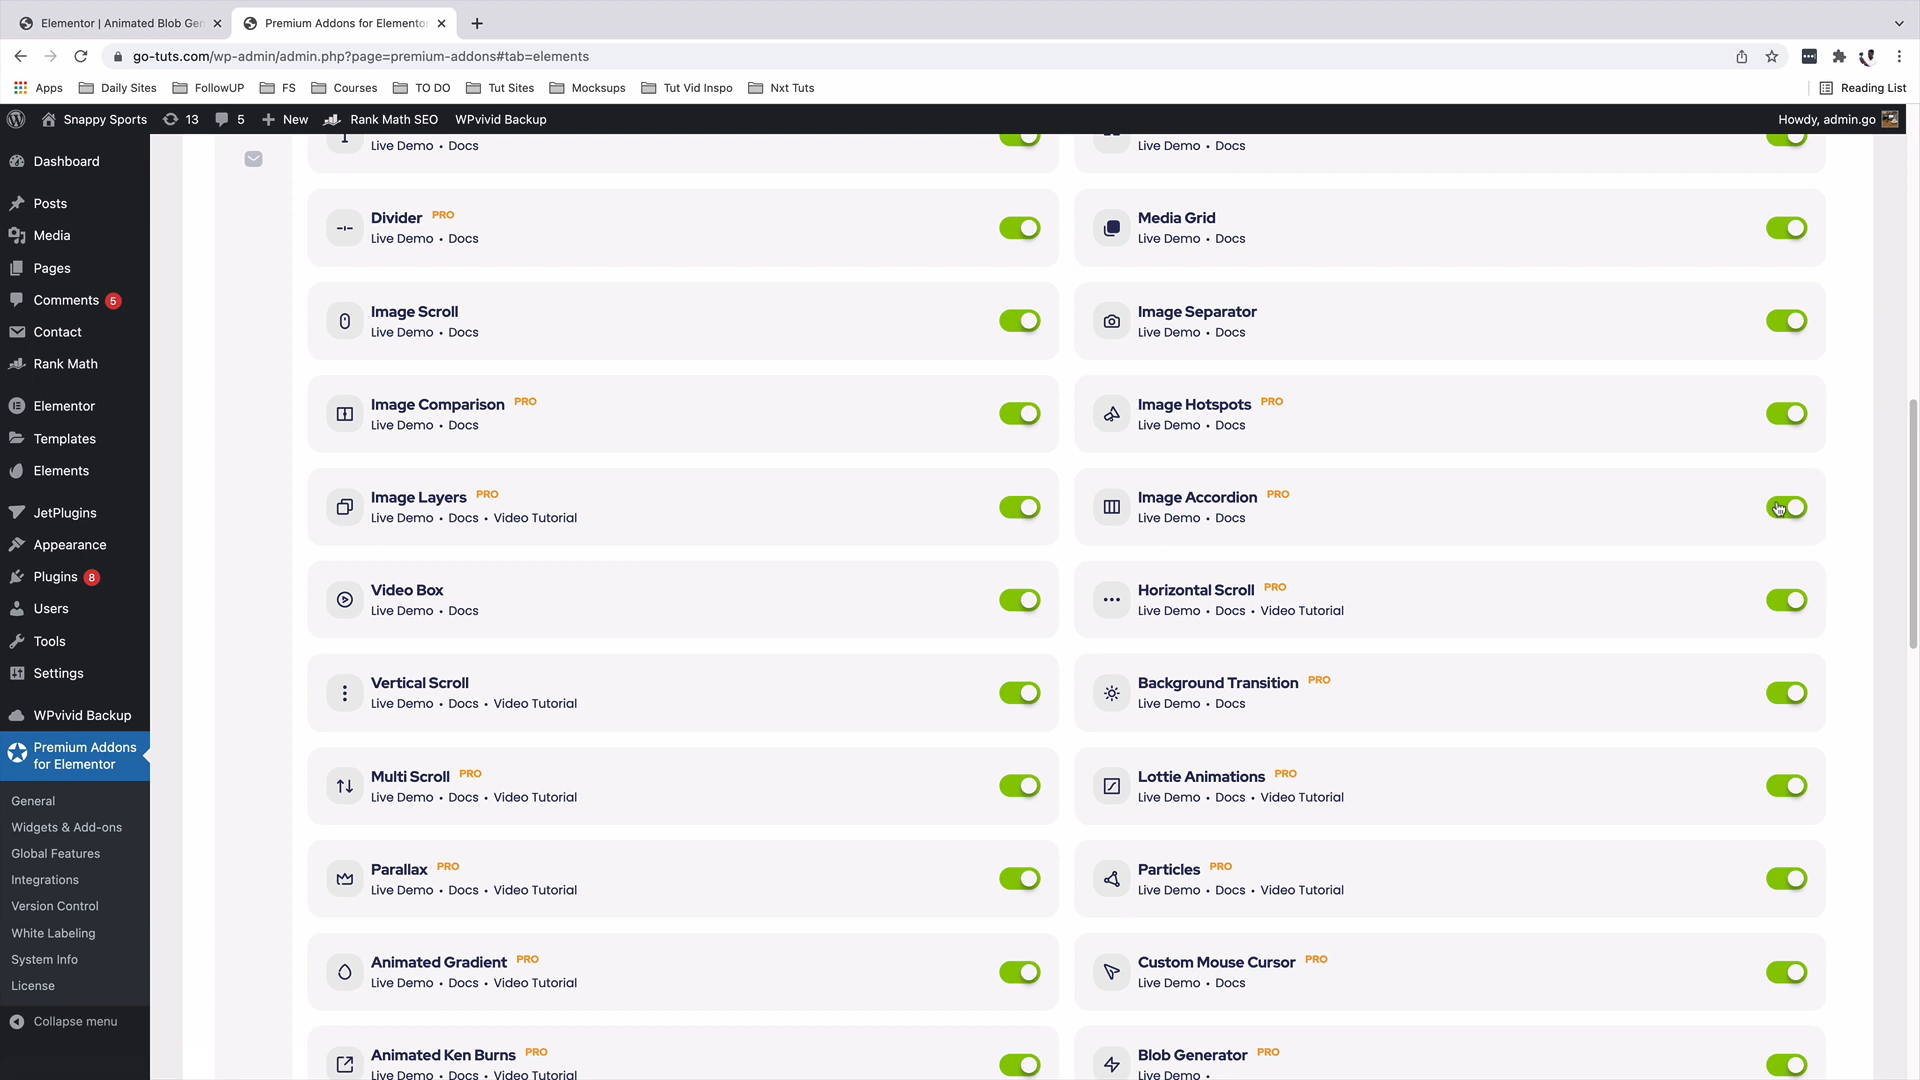 Elementor | Animated Blob Gen
Premium Addons for Elemento
go-tuts.com/wp-admin/admin.php?page=premium-addons#tab=elements
Apps Daily Sites FollowUP FS Courses TO DO Tut Sites Mocksups Tut Vid Inspo Nxt Tuts Reading List
Snappy Sports 13 5 New Rank Math SEO WPvivid Backup Howdy, admin.go
Dashboard
Posts
Media
Pages
Comments 5
Contact
Rank Math
Elementor
Templates
Elements
JetPlugins
Appearance
Plugins 8
Users
Tools
Settings
WPvivid Backup
Premium Addons
for Elementor
General
Widgets & Add-ons
Global Features
Integrations
Version Control
White Labeling
System Info
License
Collapse menu
Live Demo • Docs
Live Demo • Docs
Divider PRO
Live Demo • Docs
Media Grid
Live Demo • Docs
Image Scroll
Live Demo • Docs
Image Separator
Live Demo • Docs
Image Comparison PRO
Live Demo • Docs
Image Hotspots PRO
Live Demo • Docs
Image Layers PRO
Live Demo • Docs • Video Tutorial
Image Accordion PRO
Live Demo • Docs
Video Box
Live Demo • Docs
Horizontal Scroll PRO
Live Demo • Docs • Video Tutorial
Vertical Scroll
Live Demo • Docs • Video Tutorial
Background Transition PRO
Live Demo • Docs
Multi Scroll PRO
Live Demo • Docs • Video Tutorial
Lottie Animations PRO
Live Demo • Docs • Video Tutorial
Parallax PRO
Live Demo • Docs • Video Tutorial
Particles PRO
Live Demo • Docs • Video Tutorial
Animated Gradient PRO
Live Demo • Docs • Video Tutorial
Custom Mouse Cursor PRO
Live Demo • Docs
Animated Ken Burns PRO
Live Demo • Docs • Video Tutorial
Blob Generator PRO
Live Demo •